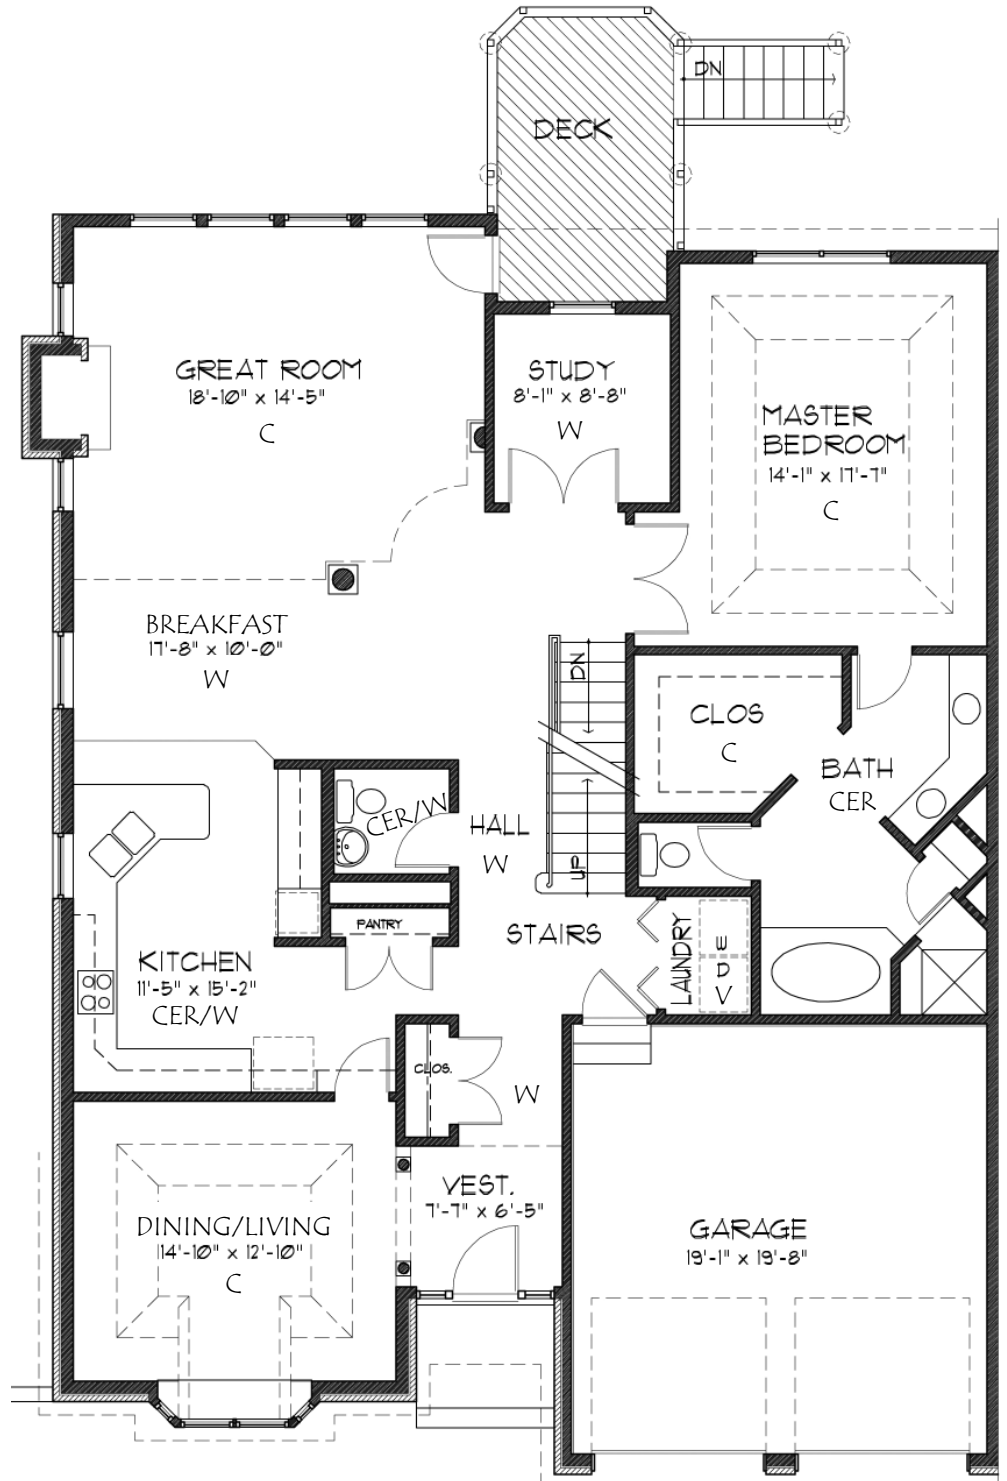 DN
DECK
GREAT ROOM
18'-10" x 14'-5"
C
STUDY
8'-1" x 8'-8"
W
MASTER
BEDROOM
14'-1" x 17'-7"
C
BREAKFAST
17'-8" x 10'-0"
W
DN
CLOS
C
BATH
CER
CER/W
HALL
W
UP
PANTRY
STAIRS
LAUNDRY
W
D
V
KITCHEN
11'-5" x 15'-2"
CER/W
CLOS.
W
VEST.
7'-7" x 6'-5"
DINING/LIVING
14'-10" x 12'-10"
C
GARAGE
19'-1" x 19'-8"